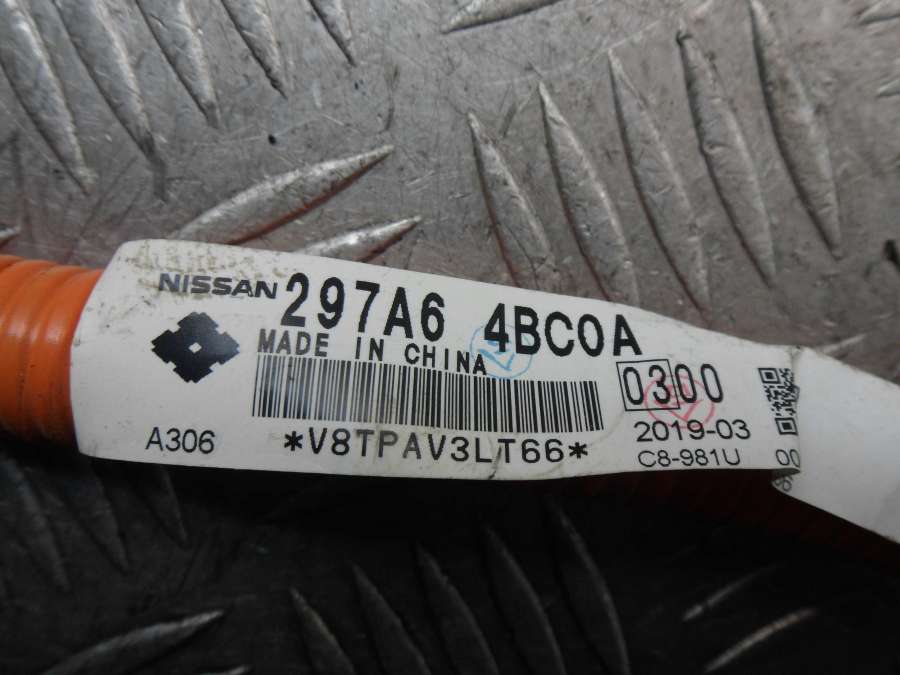 NISSAN 297A6 4BC0A
MADE IN CHINA
0300
A306
*V8TPAV3LT66*
2019-03
C8-981U